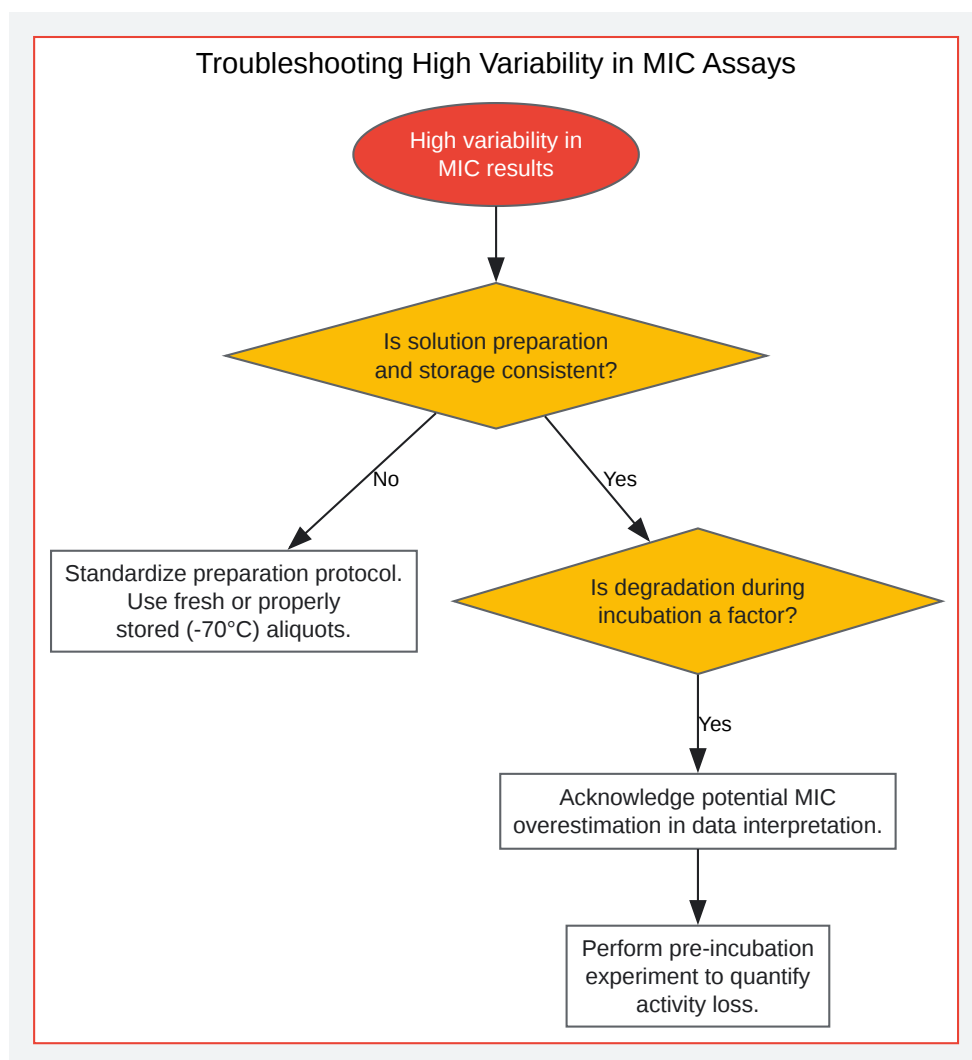 Troubleshooting High Variability in MIC Assays
High variability in
MIC results
Is solution preparation
and storage consistent?
No
Yes
Standardize preparation protocol.
Use fresh or properly
stored (-70°C) aliquots.
Is degradation during
incubation a factor?
Yes
Acknowledge potential MIC
overestimation in data interpretation.
Perform pre-incubation
experiment to quantify
activity loss.